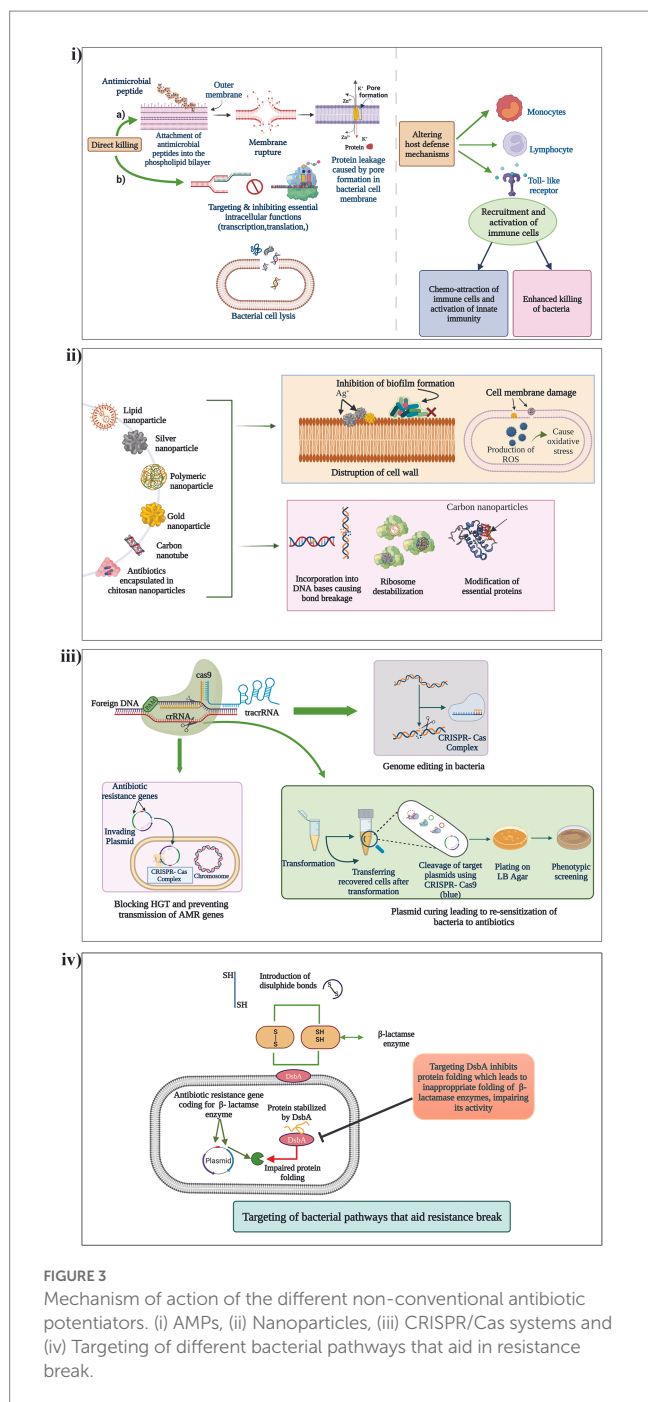 i)
Antimicrobial
peptide
Outer
membrane
a)
Direct killing
Attachment of
antimicrobial
peptides into the
phospholipid bilayer
Membrane
rupture
K⁺ Pore
formation
Zn²⁺
Zn²⁺
K⁺
Protein
Protein leakage
caused by pore
formation in
bacterial cell
membrane
b)
Targeting & inhibiting essential
intracellular functions
(transcription,translation,)
Bacterial cell lysis
Altering
host defense
mechanisms
Monocytes
Lymphocyte
Toll- like
receptor
Recruitment and
activation of
immune cells
Chemo-attraction of
immune cells and
activation of innate
immunity
Enhanced killing
of bacteria
ii)
Lipid
nanoparticle
Silver
nanoparticle
Polymeric
nanoparticle
Gold
nanoparticle
Carbon
nanotube
Antibiotics
encapsulated in
chitosan nanoparticles
Inhibition of biofilm formation
Ag⁺
Distruption of cell wall
Cell membrane damage
Production of
ROS
Cause
oxidative
stress
Incorporation into
DNA bases causing
bond breakage
Ribosome
destabilization
Carbon nanoparticles
Modification of
essential proteins
iii)
cas9
Foreign DNA
PAM
crRNA
tracrRNA
CRISPR- Cas
Complex
Genome editing in bacteria
Antibiotic
resistance genes
Invading
Plasmid
CRISPR- Cas
Complex
Chromosome
Blocking HGT and preventing
transmission of AMR genes
Transformation
Transferring
recovered cells after
transformation
Cleavage of target
plasmids using
CRISPR- Cas9
(blue)
Plating on
LB Agar
Phenotypic
screening
Plasmid curing leading to re-sensitization of
bacteria to antibiotics
iv)
SH
SH
Introduction of
disulphide bonds
S
S
S
S
SH
SH
β-lactamse
enzyme
DsbA
Antibiotic resistance gene
coding for β- lactamse
enzyme
Protein stabilized
by DsbA
DsbA
Plasmid
Impaired protein
folding
Targeting DsbA inhibits
protein folding which leads to
inapproppriate folding of β-
lactamase enzymes, impairing
its activity
Targeting of bacterial pathways that aid resistance break
FIGURE 3
Mechanism of action of the different non-conventional antibiotic
potentiators. (i) AMPs, (ii) Nanoparticles, (iii) CRISPR/Cas systems and
(iv) Targeting of different bacterial pathways that aid in resistance
break.